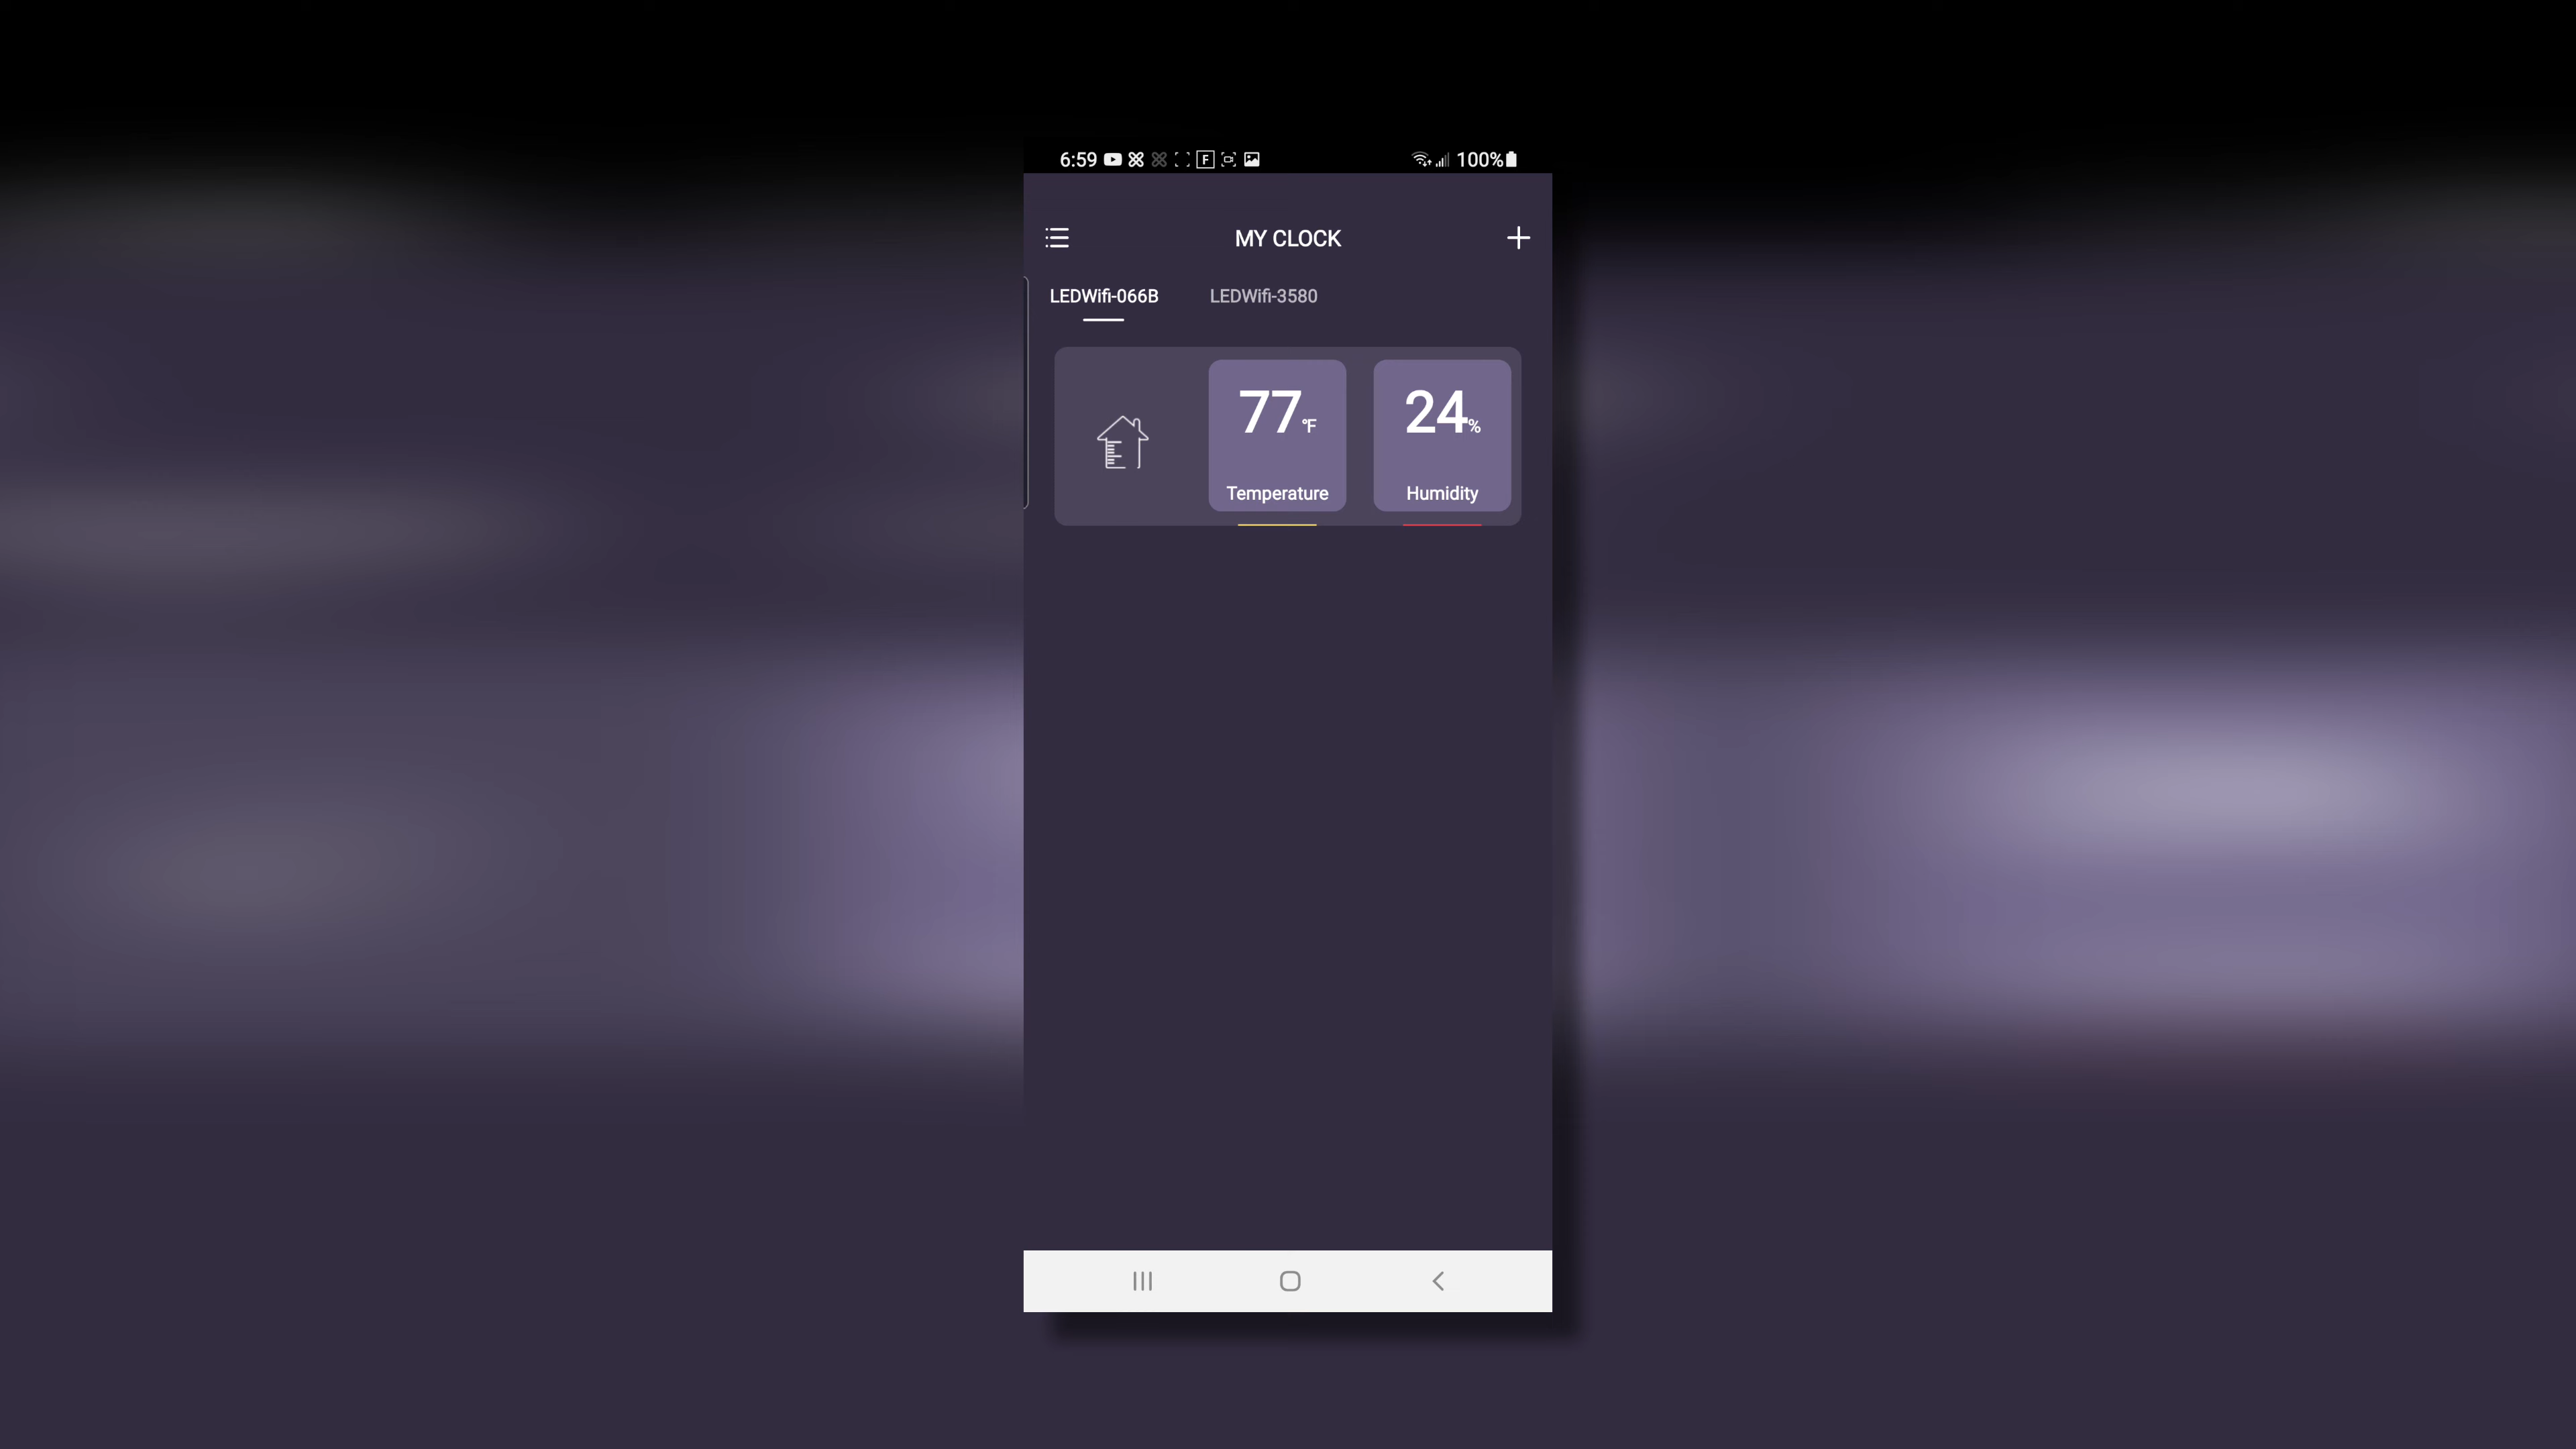 6:59 F 100%
MY CLOCK
LEDWifi-066B LEDWifi-3580
77°F 24%
Temperature Humidity